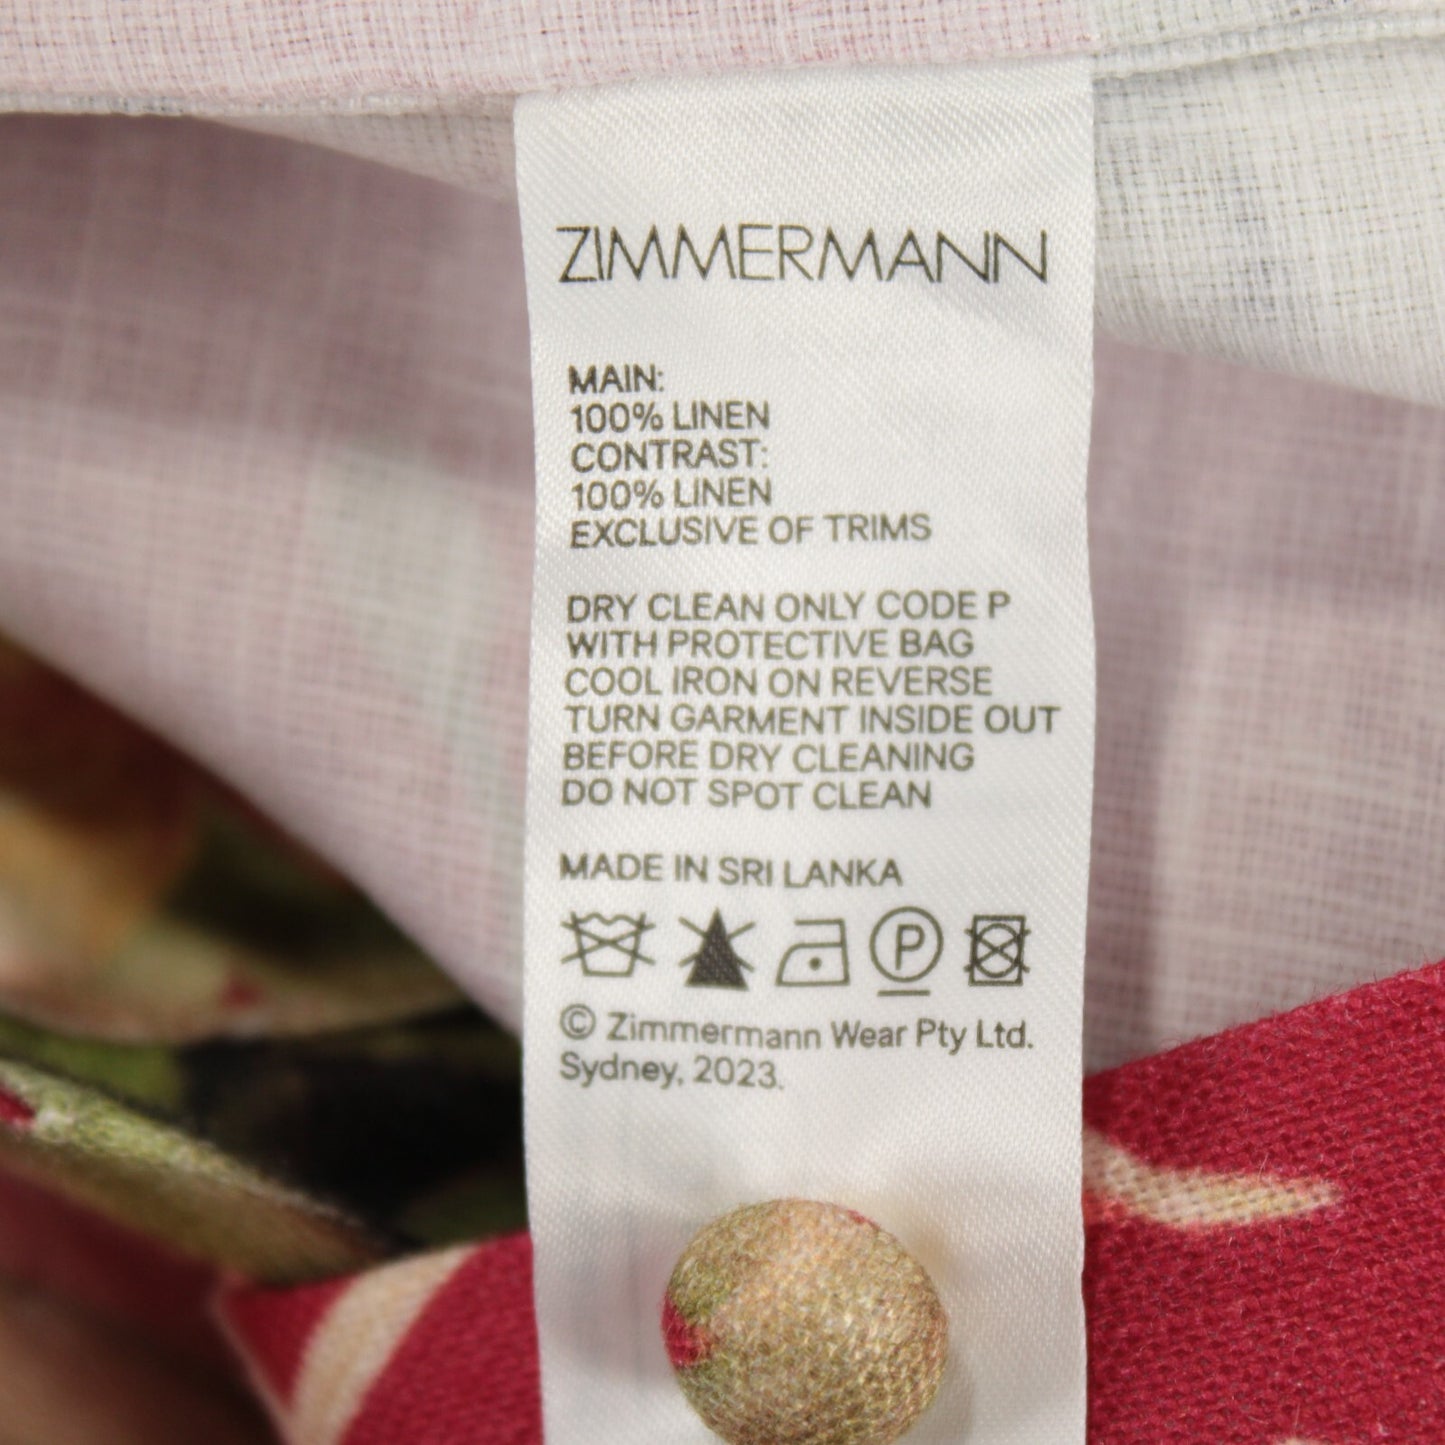 ZIMMERMANN
MAIN:
100% LINEN
CONTRAST:
100% LINEN
EXCLUSIVE OF TRIMS
DRY CLEAN ONLY CODE P
WITH PROTECTIVE BAG
COOL IRON ON REVERSE
TURN GARMENT INSIDE OUT
BEFORE DRY CLEANING
DO NOT SPOT CLEAN
MADE IN SRI LANKA
P
© Zimmermann Wear Pty Ltd.
Sydney, 2023.